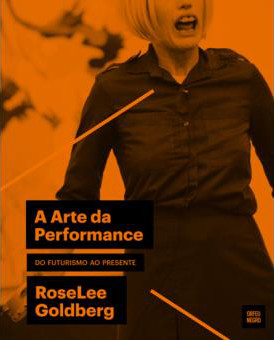 A Arte da
Performance
DO FUTURISMO AO PRESENTE
RoseLee
Goldberg
ORFEU
NEGRO